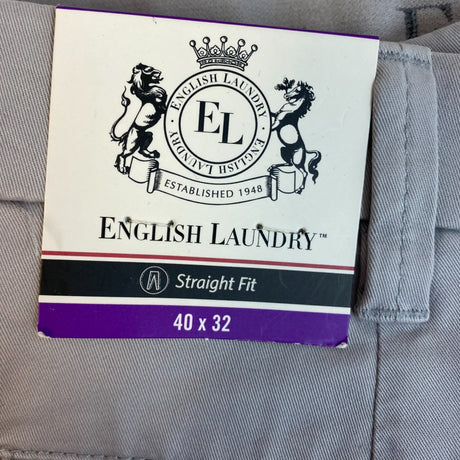 ENGLISH LAUNDRY · ENGLISH LAUNDRY ·
EL
ESTABLISHED 1948
ENGLISH LAUNDRY™
Straight Fit
40 x 32